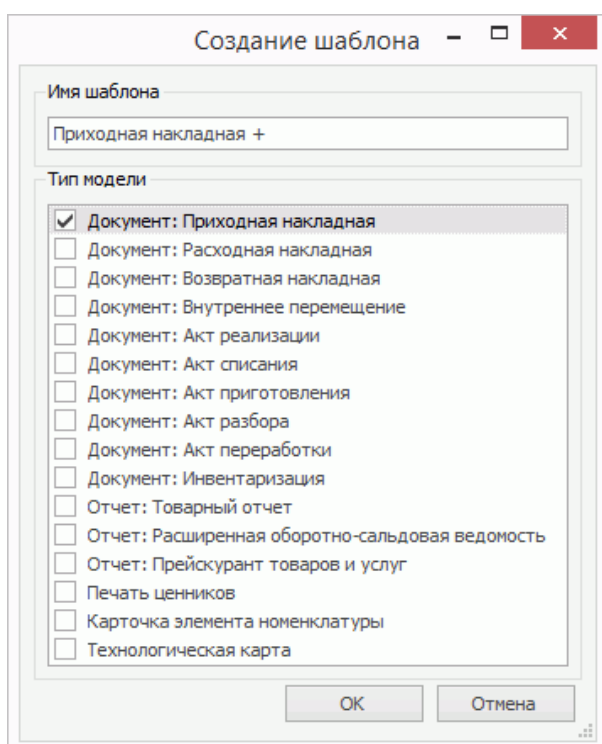 Создание шаблона
Имя шаблона
Приходная накладная +
Тип модели
Документ: Приходная накладная
Документ: Расходная накладная
Документ: Возвратная накладная
Документ: Внутреннее перемещение
Документ: Акт реализации
Документ: Акт списания
Документ: Акт приготовления
Документ: Акт разбора
Документ: Акт переработки
Документ: Инвентаризация
Отчет: Товарный отчет
Отчет: Расширенная оборотно-сальдовая ведомость
Отчет: Прейскурант товаров и услуг
Печать ценников
Карточка элемента номенклатуры
Технологическая карта
OK Отмена